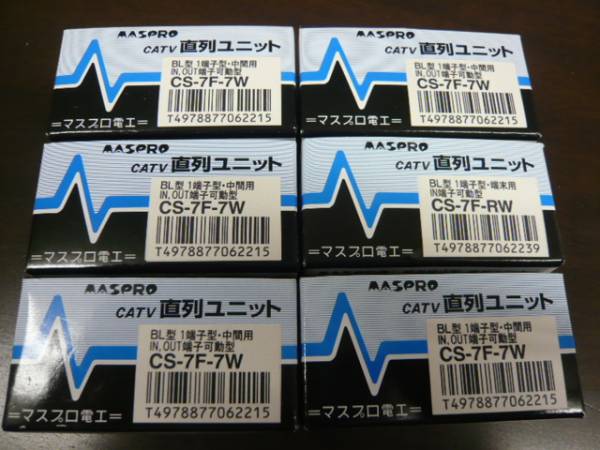 MASPRO
CATV 直列ユニット
BL型 1端子型・中間用
IN,OUT端子可動型
CS-7F-7W
T4978877062215
=マスプロ電工=
MASPRO
CATV 直列ユニット
BL型 1端子型・中間用
IN,OUT端子可動型
CS-7F-7W
T4978877062215
=マスプロ電工=
MASPRO
CATV 直列ユニット
BL型 1端子型・中間用
IN,OUT端子可動型
CS-7F-7W
T4978877062215
=マスプロ電工=
MASPRO
CATV 直列ユニット
BL型 1端子型・端末用
IN端子可動型
CS-7F-RW
T4978877062239
=マスプロ電工=
MASPRO
CATV 直列ユニット
BL型 1端子型・中間用
IN,OUT端子可動型
CS-7F-7W
T4978877062215
=マスプロ電工=
MASPRO
CATV 直列ユニット
BL型 1端子型・中間用
IN,OUT端子可動型
CS-7F-7W
T4978877062215
=マスプロ電工=